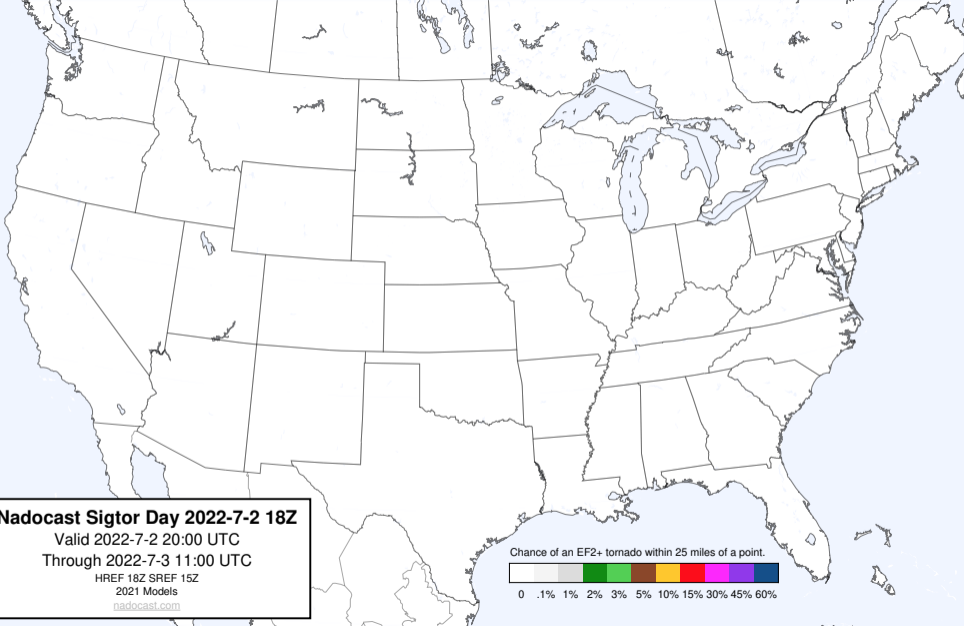 Nadocast Sigtor Day 2022-7-2 18Z
Valid 2022-7-2 20:00 UTC
Through 2022-7-3 11:00 UTC
HREF 18Z SREF 15Z
2021 Models
nadocast.com
Chance of an EF2+ tornado within 25 miles of a point.
0 .1% 1% 2% 3% 5% 10% 15% 30% 45% 60%